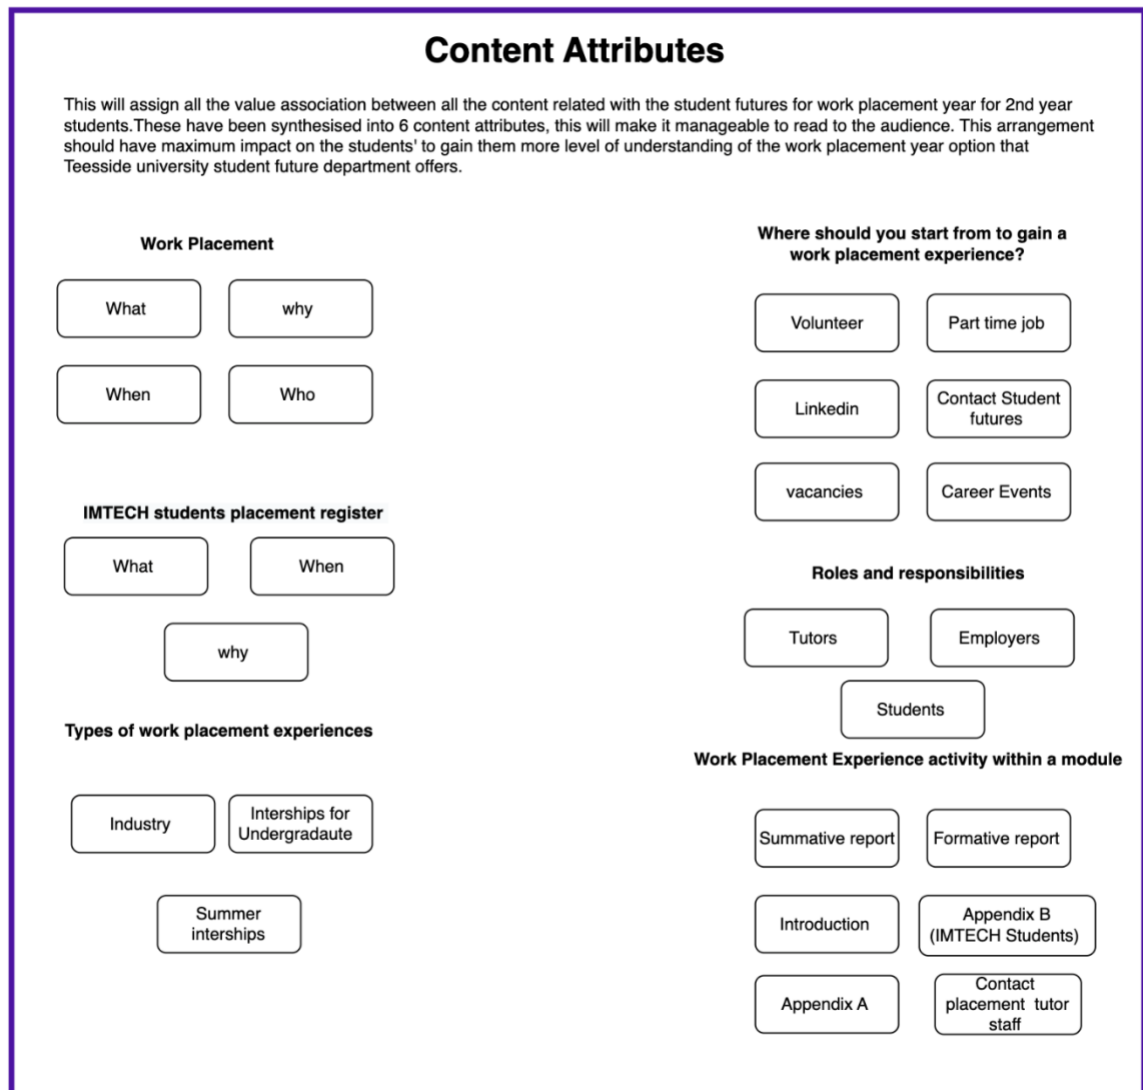 Content Attributes
This will assign all the value association between all the content related with the student futures for work placement year for 2nd year
students.These have been synthesised into 6 content attributes, this will make it manageable to read to the audience. This arrangement
should have maximum impact on the students' to gain them more level of understanding of the work placement year option that
Teesside university student future department offers.
Work Placement
What
why
When
Who
IMTECH students placement register
What
When
why
Types of work placement experiences
Industry
Interships for
Undergradaute
Summer
interships
Where should you start from to gain a
work placement experience?
Volunteer
Part time job
Linkedin
Contact Student
futures
vacancies
Career Events
Roles and responsibilities
Tutors
Employers
Students
Work Placement Experience activity within a module
Summative report
Formative report
Introduction
Appendix B
(IMTECH Students)
Appendix A
Contact
placement tutor
staff